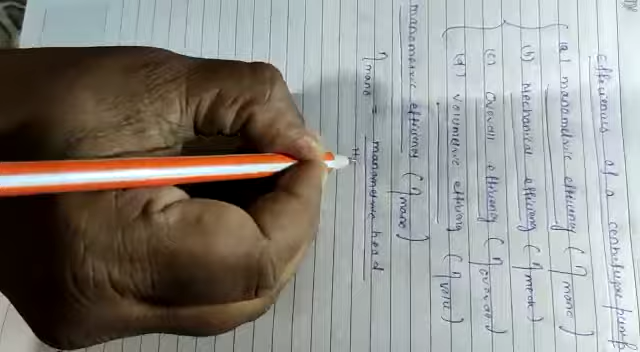 Efficiencies of a centrifugal pump
(a) manometric efficiency (η mano)
(b) Mechanical efficiency (η mech)
(c) Overall efficiency (η overall)
(d) Volumetric efficiency (η vole)
manometric efficiency (η mano)
η mano = manometric head